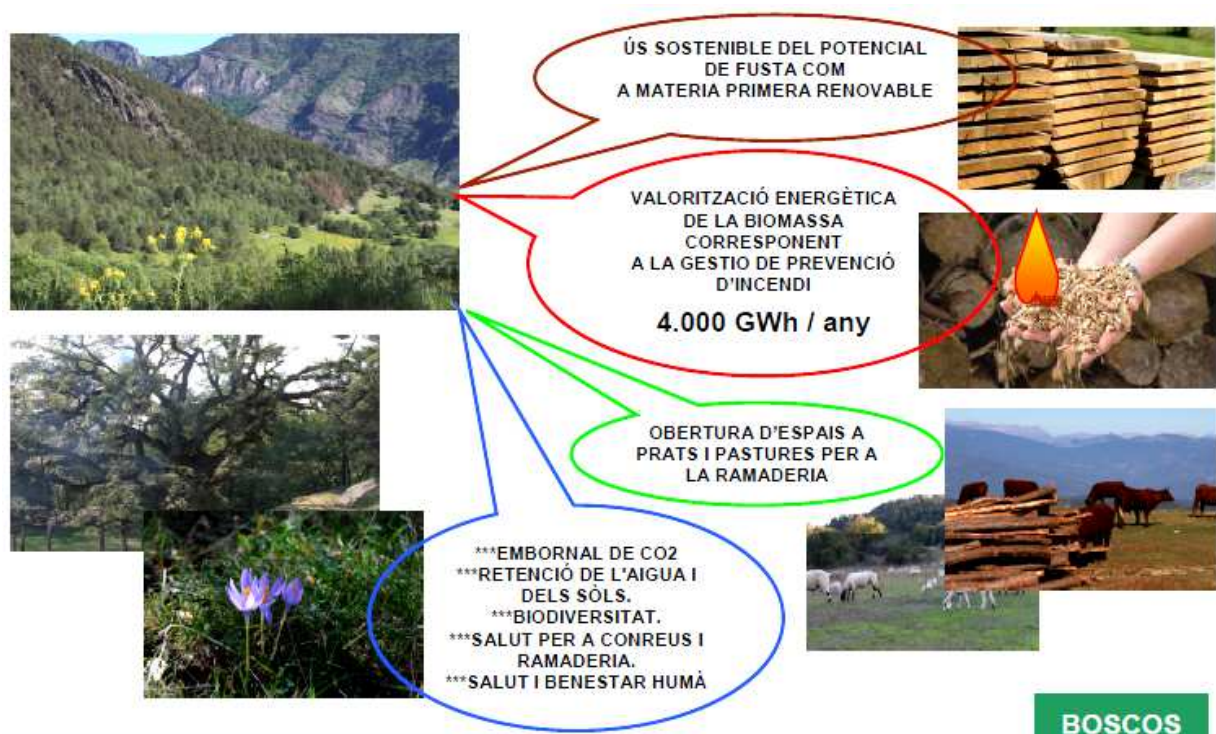 ÚS SOSTENIBLE DEL POTENCIAL
DE FUSTA COM
A MATERIA PRIMERA RENOVABLE
VALORITZACIÓ ENERGÈTICA
DE LA BIOMASSA
CORRESPONENT
A LA GESTIO DE PREVENCIÓ
D'INCENDI
4.000 GWh / any
OBERTURA D'ESPAIS A
PRATS I PASTURES PER A
LA RAMADERIA
***EMBORNAL DE CO2
***RETENCIÓ DE L'AIGUA I
DELS SÒLS.
***BIODIVERSITAT.
***SALUT PER A CONREUS I
RAMADERIA.
***SALUT I BENESTAR HUMÀ
BOSCOS